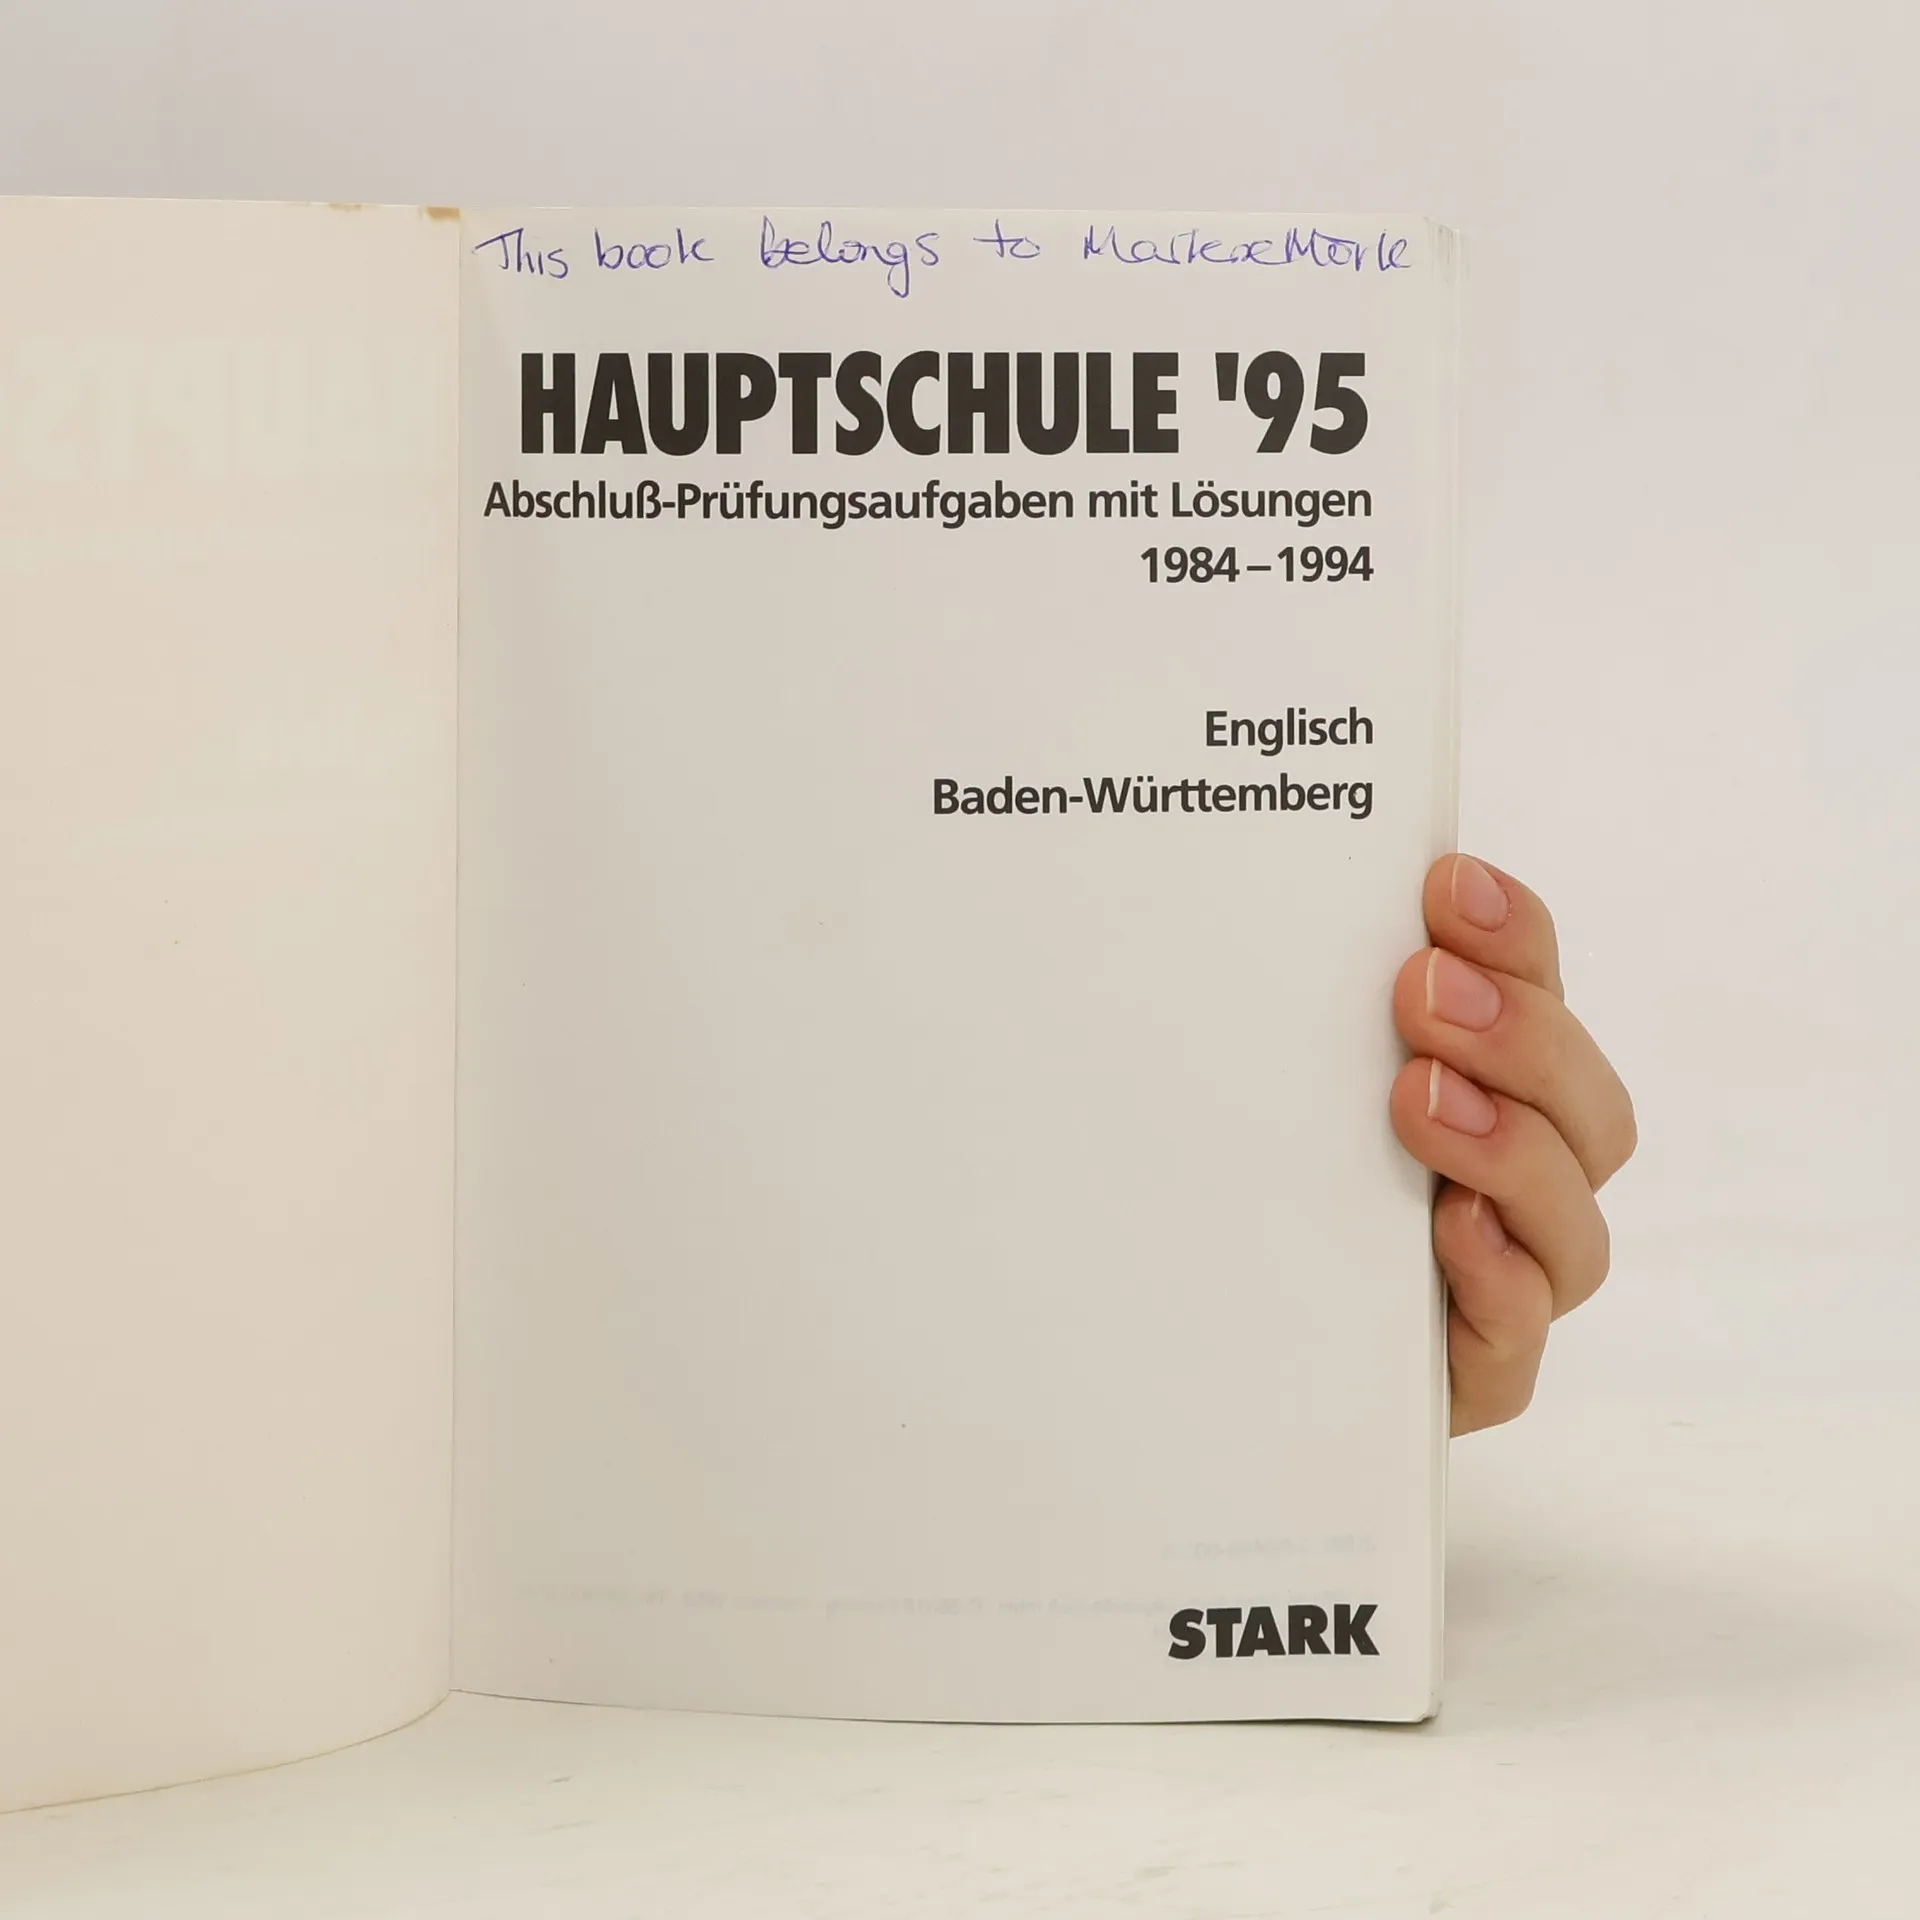 This book belongs to
HAUPTSCHULE '95
Abschluß-Prüfungsaufgaben mit Lösungen
1984–1994
Englisch
Baden-Württemberg
STARK